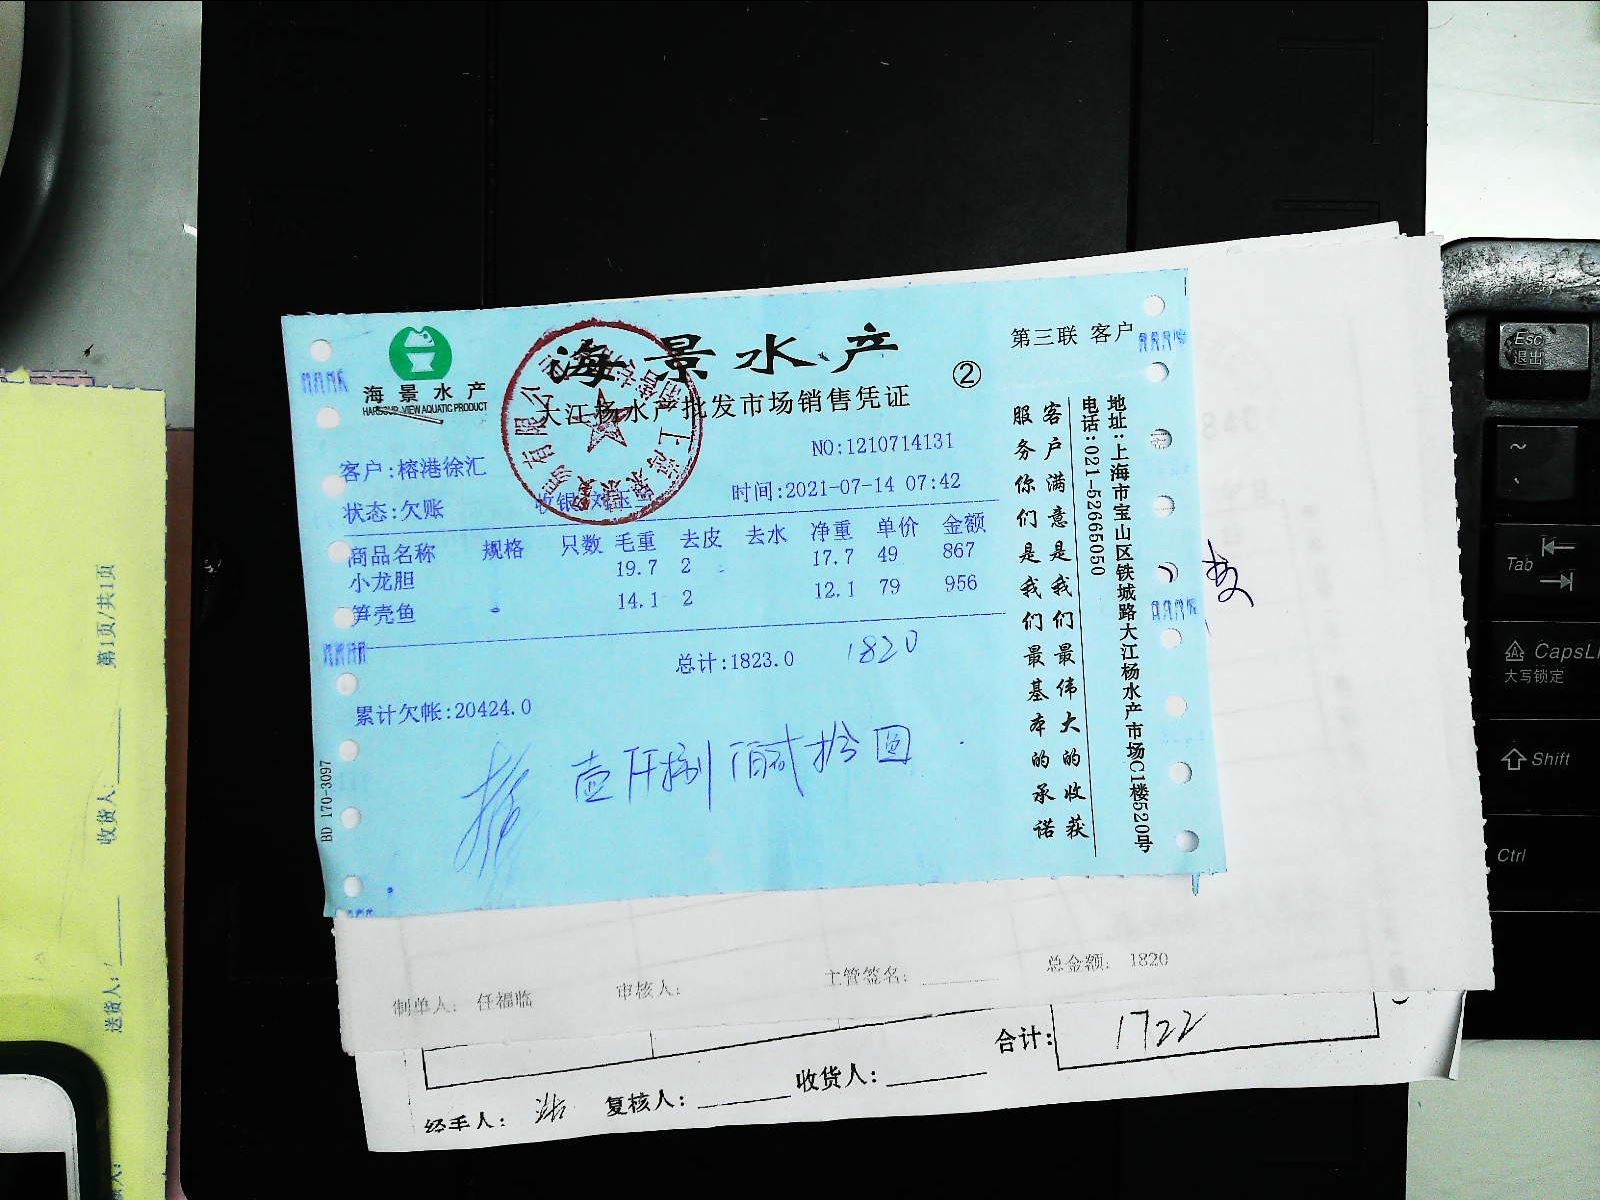 海景水产
HARBOUR VIEW AQUATIC PRODUCT
海景水产
大江杨水产批发市场销售凭证
②
第三联 客户
NO:1210714131
客户:榕港徐汇
状态:欠账
时间:2021-07-14 07:42
商品名称 规格 只数 毛重 去皮 去水 净重 单价 金额
小龙胆 19.7 2 17.7 49 867
笋壳鱼 14.1 2 12.1 79 956
总计:1823.0 1820
累计欠帐:20424.0
壹仟捌佰贰拾圆
BD 170-3097
客户满意是我们最伟大的收获
服务你们是我们最基本的承诺
地址:上海市宝山区铁城路大江杨水产市场C1楼520号
电话:021-52665050
制单人: 任福临 审核人: 主管签名: 总金额: 1820
合计: 1722
经手人: 复核人: 收货人:
第1页/共1页
收货人:
送货人:
Esc
退出
~
Tab
CapsL
大写锁定
Shift
Ctrl